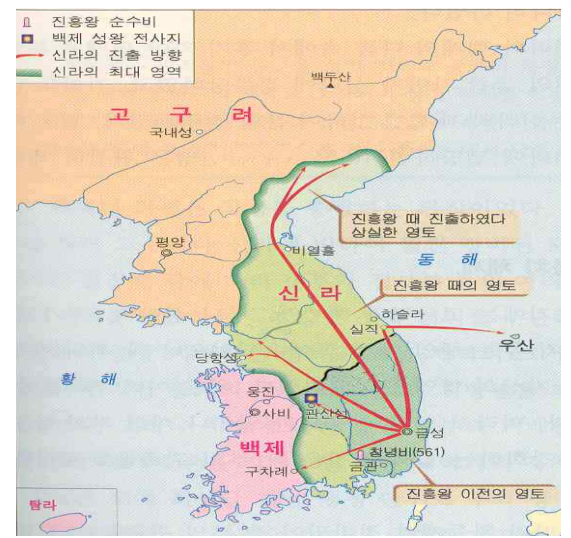 진흥왕 순수비
백제 성왕 전사지
신라의 진출 방향
신라의 최대 영역
백두산
고 구 려
국내성
진흥왕 때 진출하였다
상실한 영토
평양
비열홀
동 해
신 라
진흥왕 때의 영토
하슬라
실직
우산
당항성
황 해
웅진
사비
관산성
금성
백제
창녕비(561)
금관
구차례
진흥왕 이전의 영토
탐라